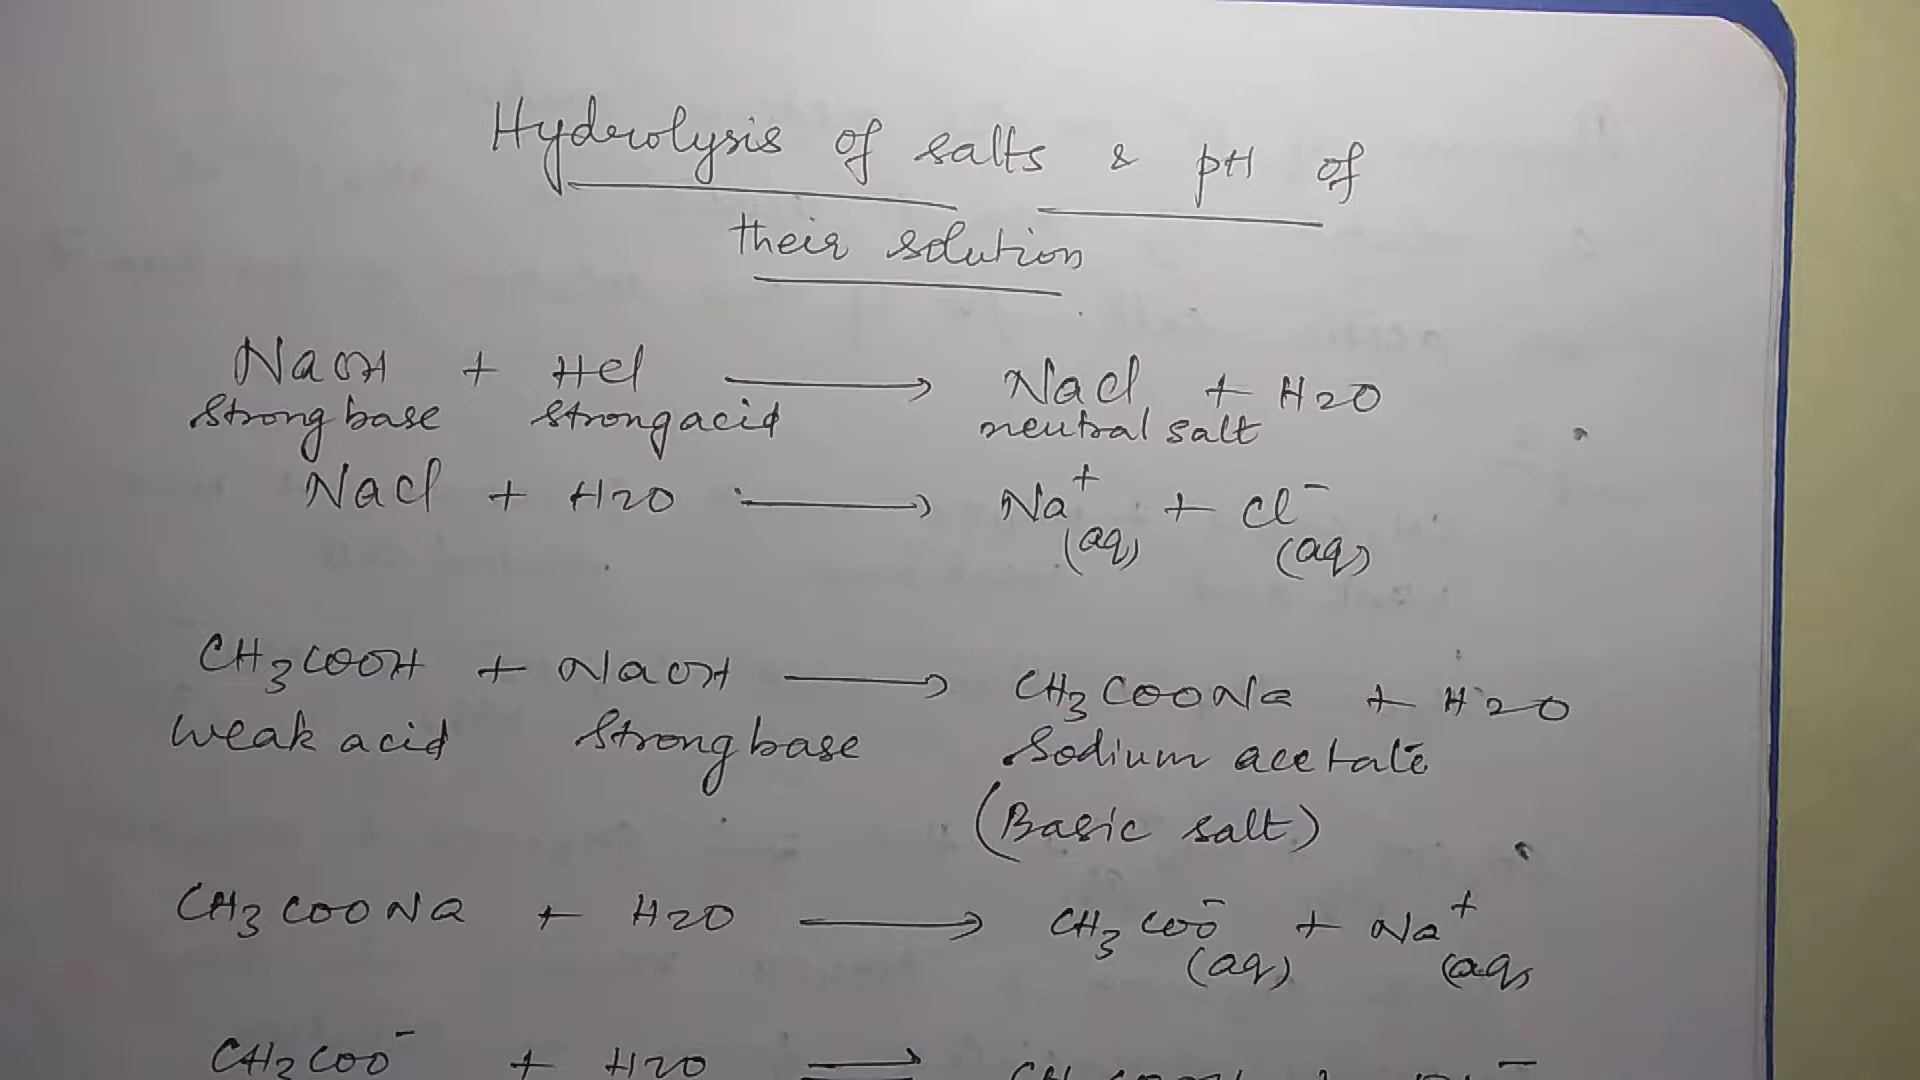 Hydrolysis of salts & pH of
their solution
NaOH + HCl ⟶ NaCl + H2O
strong base strong acid neutral salt
NaCl + H2O ⟶ Na+(aq) + Cl-(aq)
CH3COOH + NaOH ⟶ CH3COONa + H2O
weak acid strong base sodium acetate
(Basic salt)
CH3COONa + H2O ⟶ CH3COO-(aq) + Na+(aq)
CH3COO- + H2O ⇌